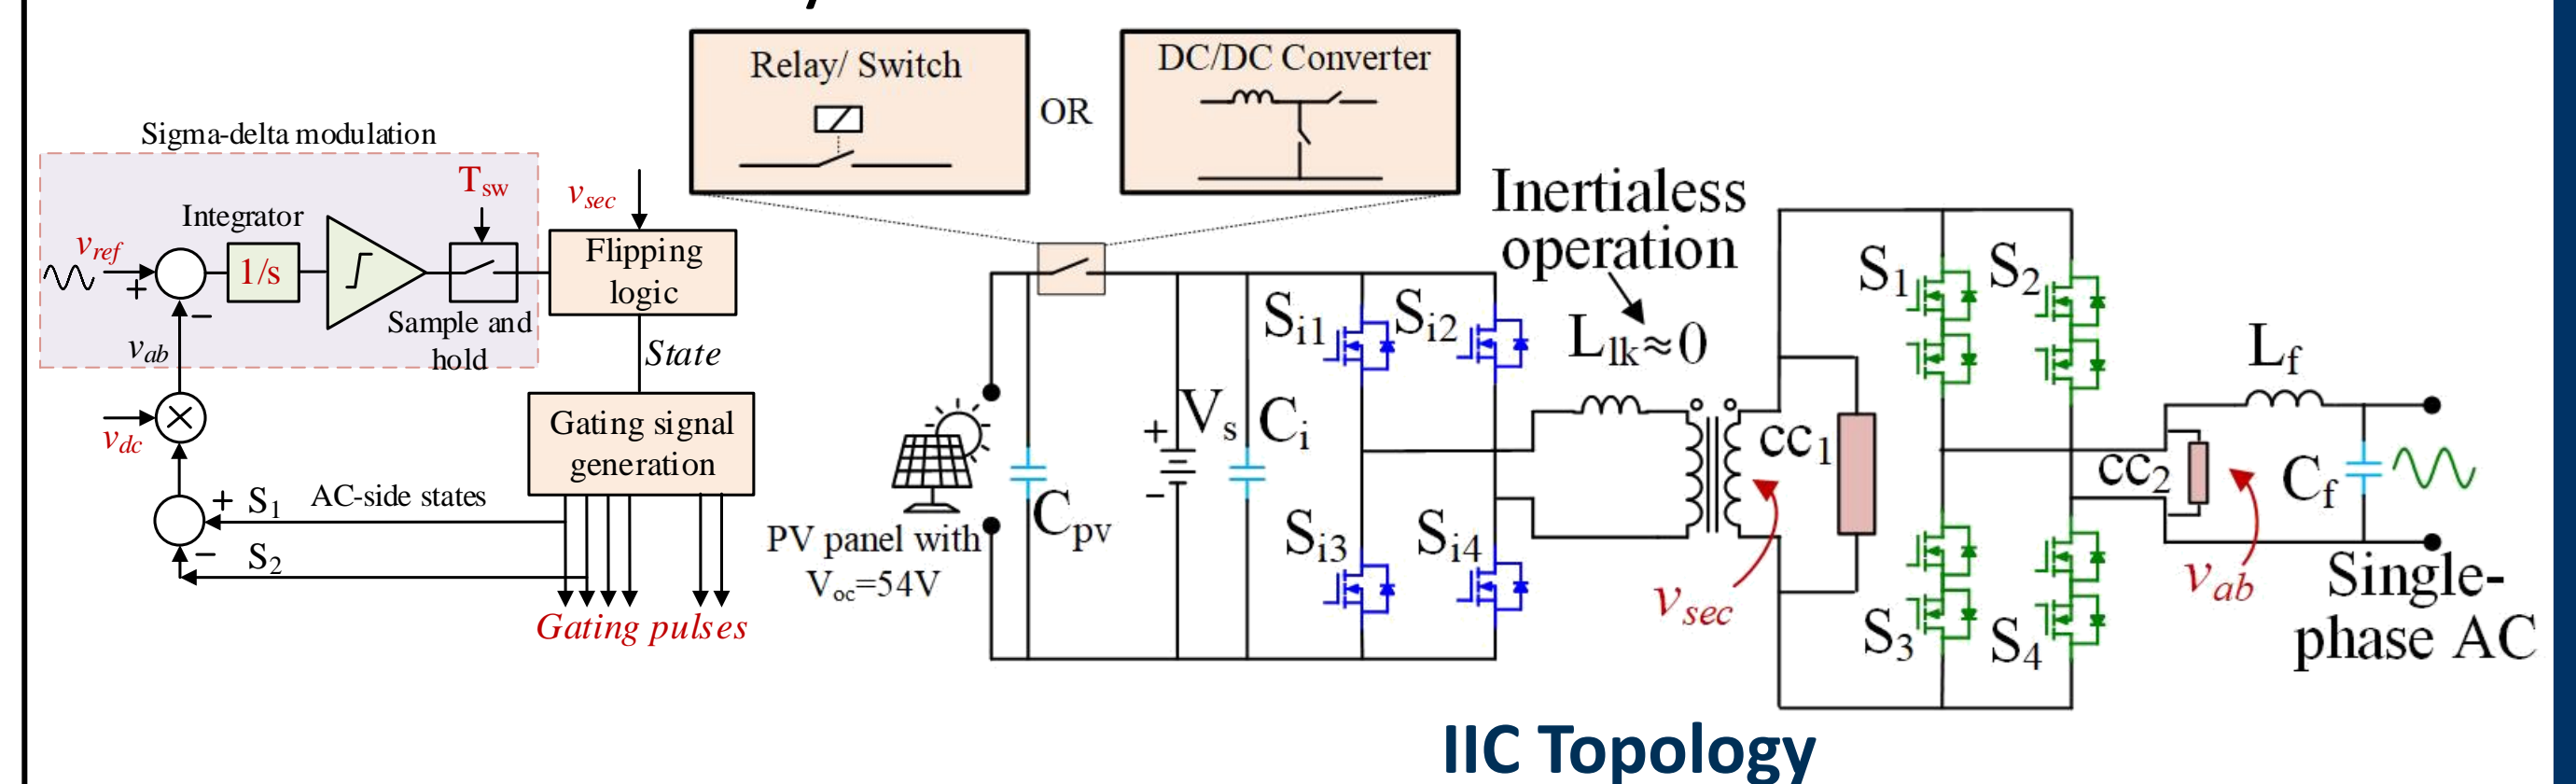 Relay/ Switch
OR
DC/DC Converter
Sigma-delta modulation
Tsw
vsec
Integrator
vref
+
1/s
Flipping
logic
−
Sample and
hold
vab
State
vdc
Gating signal
generation
+
S1
AC-side states
−
S2
Gating pulses
PV panel with
Voc=54V
Cpv
+
Vs
−
Ci
Si1
Si2
Si3
Si4
Inertialess
operation
Llk≈0
CC1
vsec
S1
S2
S3
S4
CC2
vab
Lf
Cf
Single-
phase AC
IIC Topology